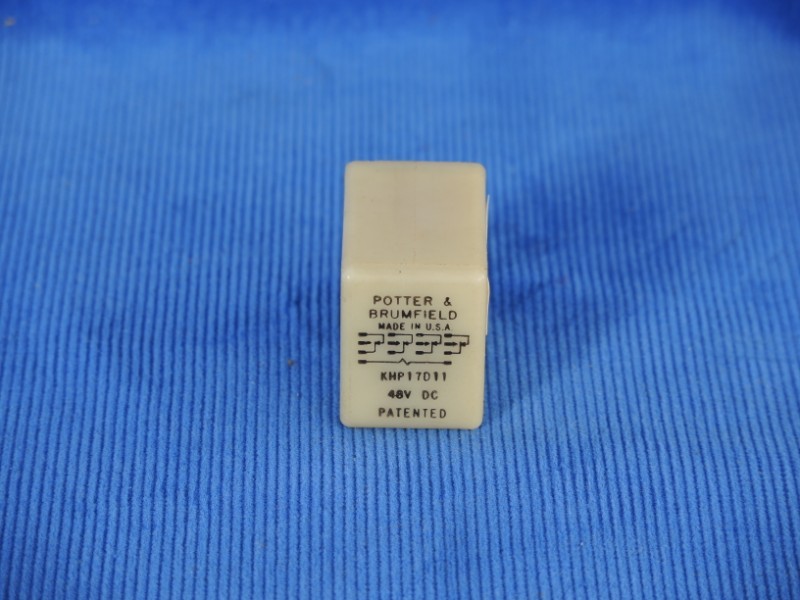 POTTER &
BRUMFIELD
MADE IN U.S.A
KHP17D11
48V DC
PATENTED